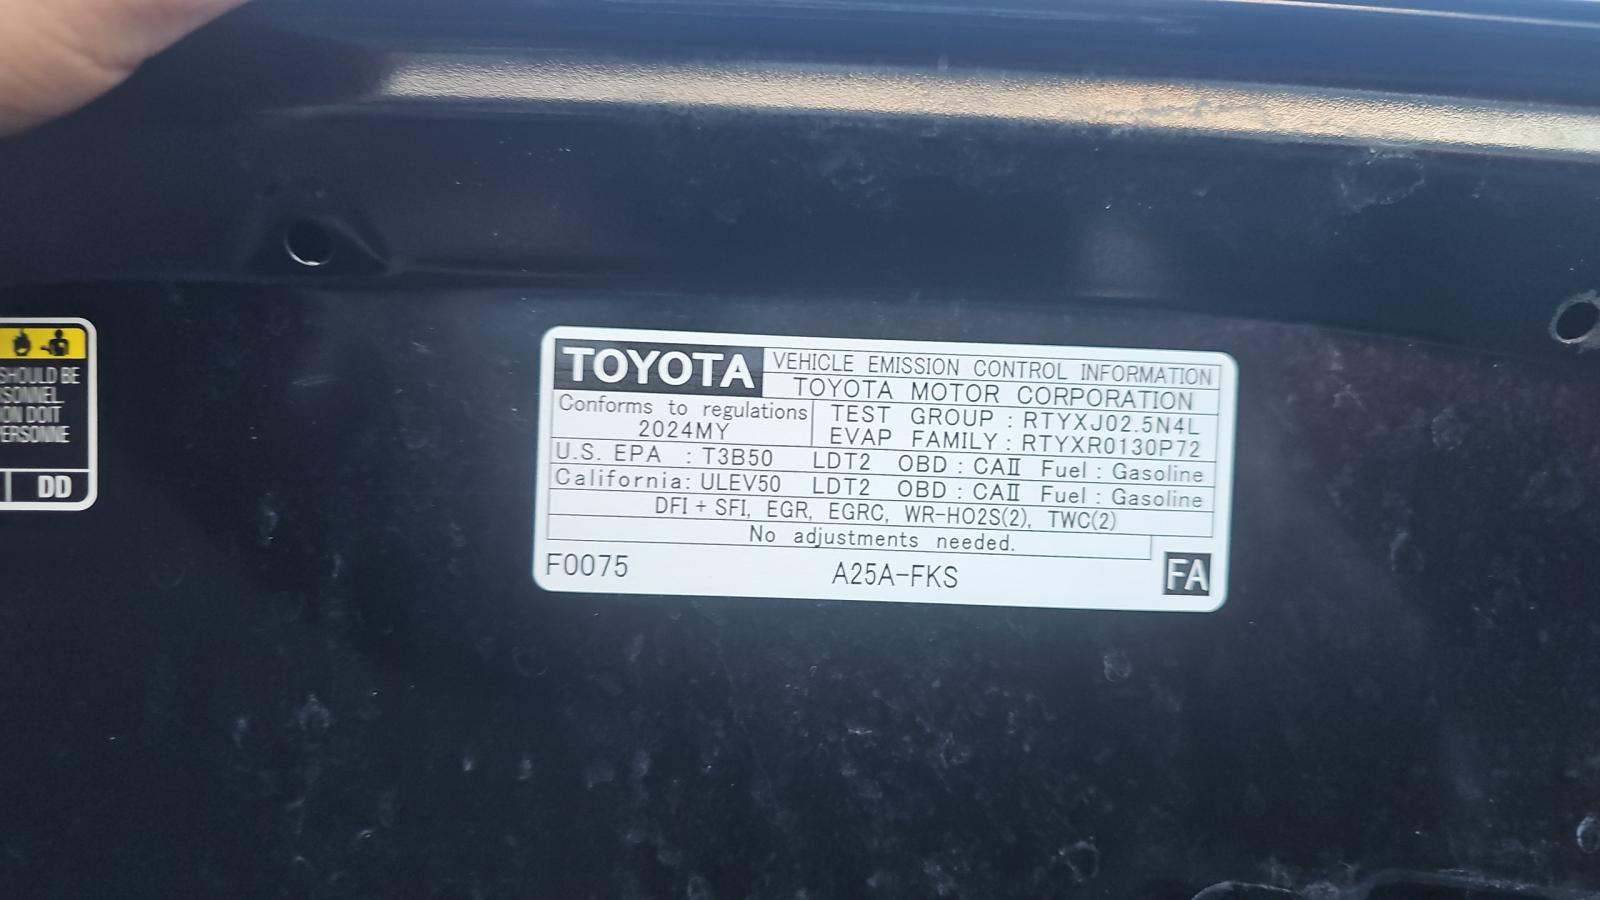 SHOULD BE
SONNEL.
ON DOIT
PERSONNE
DD
TOYOTA
VEHICLE EMISSION CONTROL INFORMATION
TOYOTA MOTOR CORPORATION
Conforms to regulations
2024MY
TEST GROUP : RTYXJ02.5N4L
EVAP FAMILY : RTYXR0130P72
U.S. EPA : T3B50 LDT2 OBD : CAII Fuel : Gasoline
California: ULEV50 LDT2 OBD : CAII Fuel : Gasoline
DFI + SFI, EGR, EGRC, WR-HO2S(2), TWC(2)
No adjustments needed.
F0075 A25A-FKS FA